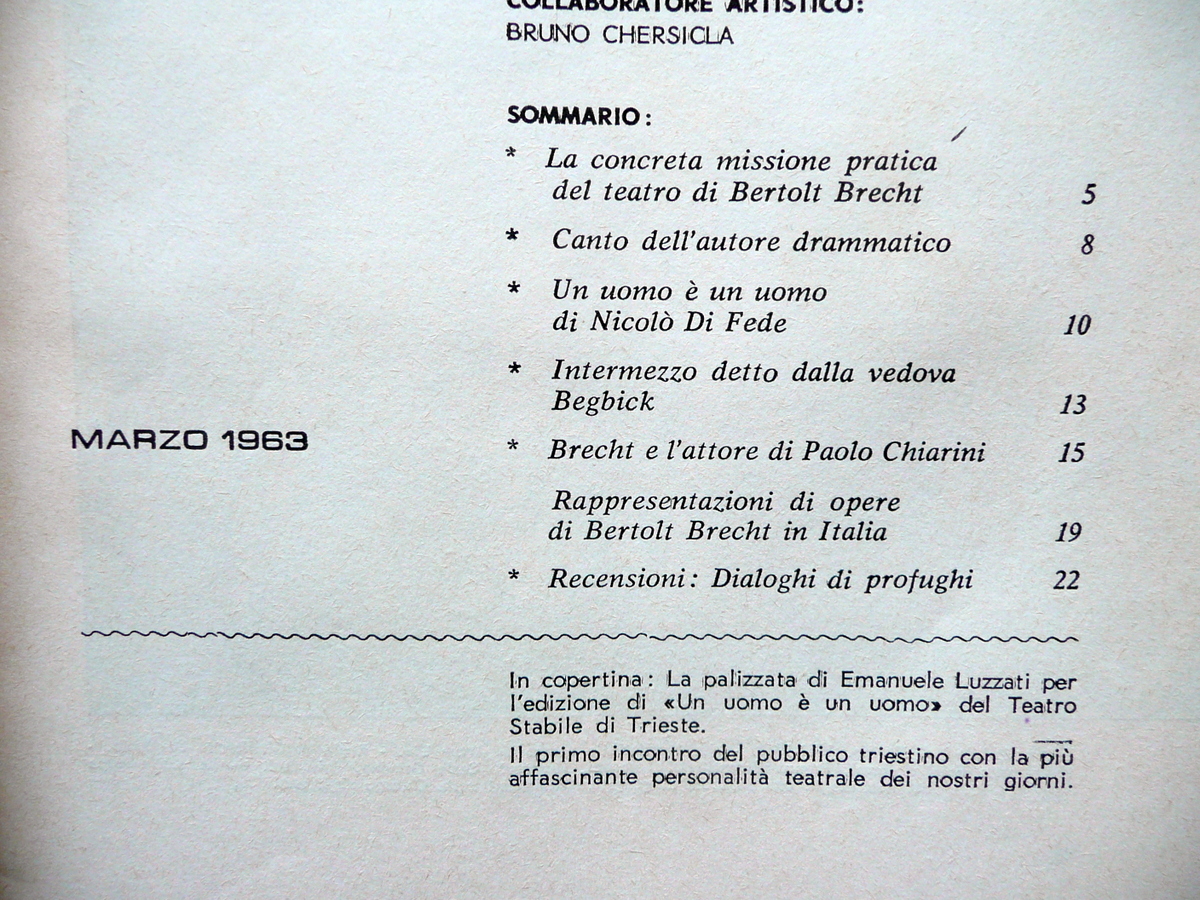 COLLABORATORE ARTISTICO:
BRUNO CHERSICLA
SOMMARIO:
* La concreta missione pratica
del teatro di Bertolt Brecht 5
* Canto dell'autore drammatico 8
* Un uomo è un uomo
di Nicolò Di Fede 10
* Intermezzo detto dalla vedova
Begbick 13
MARZO 1963
* Brecht e l'attore di Paolo Chiarini 15
Rappresentazioni di opere
di Bertolt Brecht in Italia 19
* Recensioni: Dialoghi di profughi 22
In copertina: La palizzata di Emanuele Luzzati per
l'edizione di «Un uomo è un uomo» del Teatro
Stabile di Trieste.
Il primo incontro del pubblico triestino con la più
affascinante personalità teatrale dei nostri giorni.